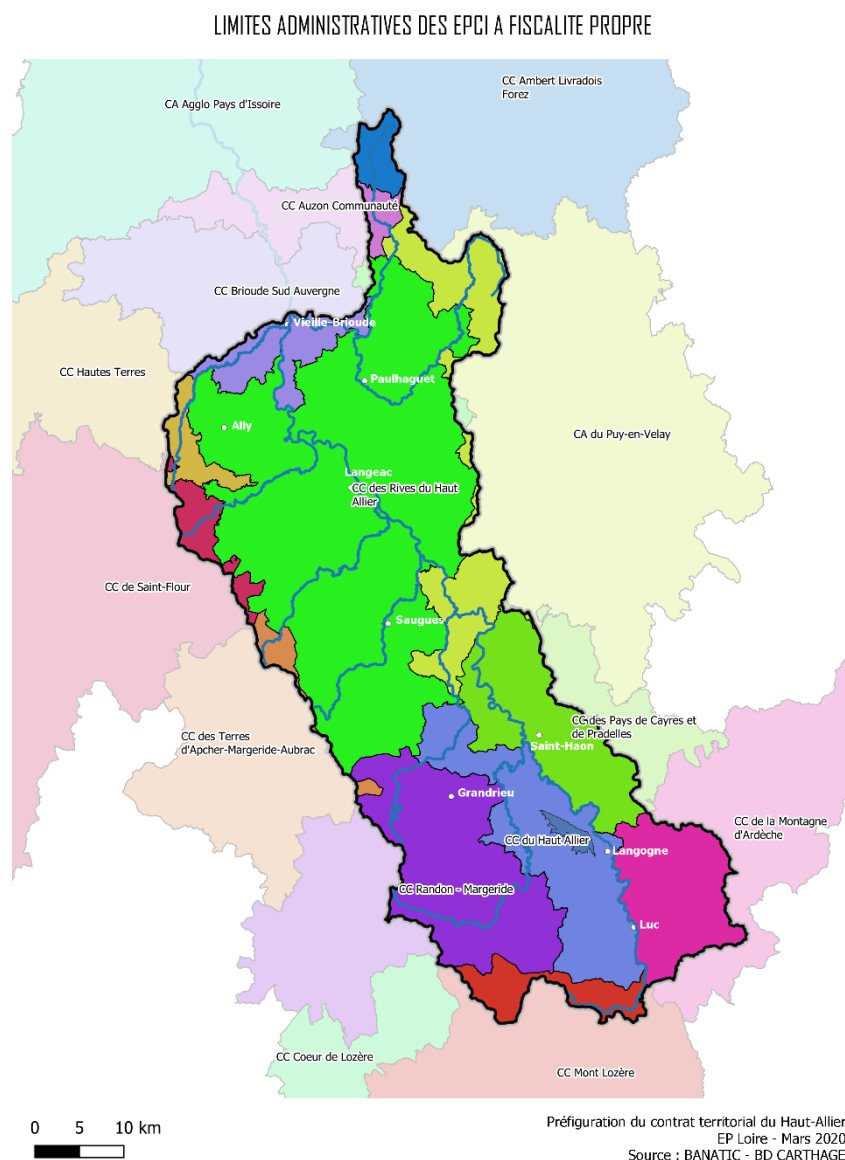 LIMITES ADMINISTRATIVES DES EPCI A FISCALITE PROPRE
CC Ambert Livradois
Forez
CA Agglo Pays d'Issoire
CC Auzon Communauté
CC Brioude Sud Auvergne
Vieille-Brioude
CC Hautes Terres
Paulhaguet
Ally
CA du Puy-en-Velay
Langeac
CC des Rives du Haut
Allier
CC de Saint-Flour
Saugues
CC des Pays de Cayres et
de Pradelles
CC des Terres
d'Apcher-Margeride-Aubrac
Saint-Haon
Grandrieu
CC de la Montagne
d'Ardèche
CC du Haut Allier
Langogne
CC Randon - Margeride
Luc
CC Coeur de Lozère
CC Mont Lozère
0 5 10 km
Préfiguration du contrat territorial du Haut-Allier
EP Loire - Mars 2020
Source : BANATIC - BD CARTHAGE